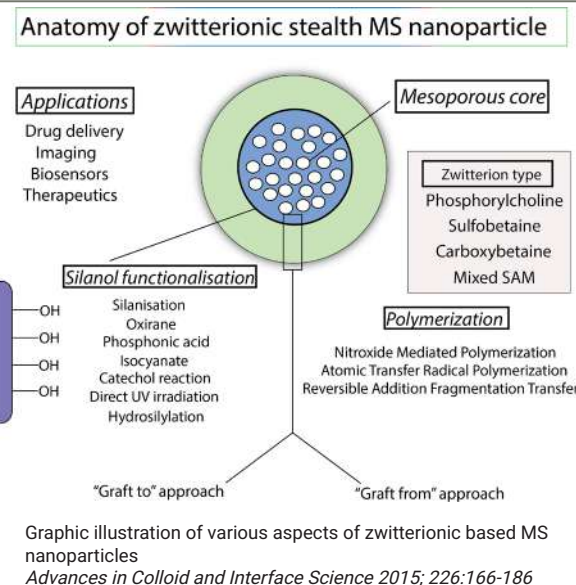 Anatomy of zwitterionic stealth MS nanoparticle
Applications
Drug delivery
Imaging
Biosensors
Therapeutics
Mesoporous core
Zwitterion type
Phosphorylcholine
Sulfobetaine
Carboxybetaine
Mixed SAM
Silanol functionalisation
Silanisation
Oxirane
Phosphonic acid
Isocyanate
Catechol reaction
Direct UV irradiation
Hydrosilylation
OH
OH
OH
OH
Polymerization
Nitroxide Mediated Polymerization
Atomic Transfer Radical Polymerization
Reversible Addition Fragmentation Transfer
"Graft to" approach
"Graft from" approach
Graphic illustration of various aspects of zwitterionic based MS
nanoparticles
Advances in Colloid and Interface Science 2015; 226:166-186